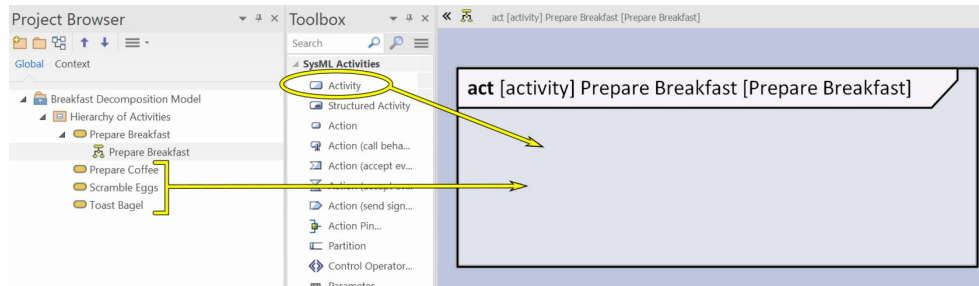 Project Browser
Global Context
Breakfast Decomposition Model
Hierarchy of Activities
Prepare Breakfast
Prepare Breakfast
Prepare Coffee
Scramble Eggs
Toast Bagel
Toolbox
Search
SysML Activities
Activity
Structured Activity
Action
Action (call beha...
Action (accept ev...
Action (send sign...
Action Pin...
Partition
Control Operator...
Parameter
act [activity] Prepare Breakfast [Prepare Breakfast]
act [activity] Prepare Breakfast [Prepare Breakfast]